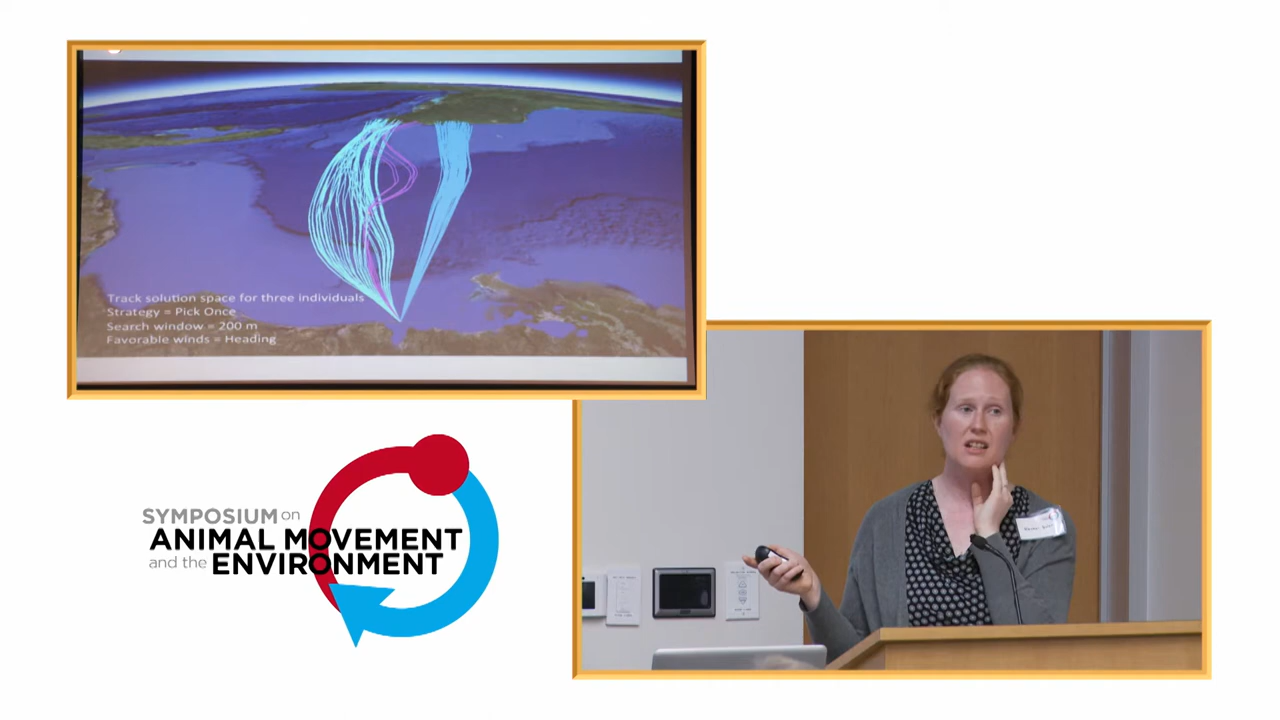 Track solution space for three individuals
Strategy = Pick Once
Search window = 200 m
Favorable winds = Heading
SYMPOSIUM on
ANIMAL MOVEMENT
and the ENVIRONMENT